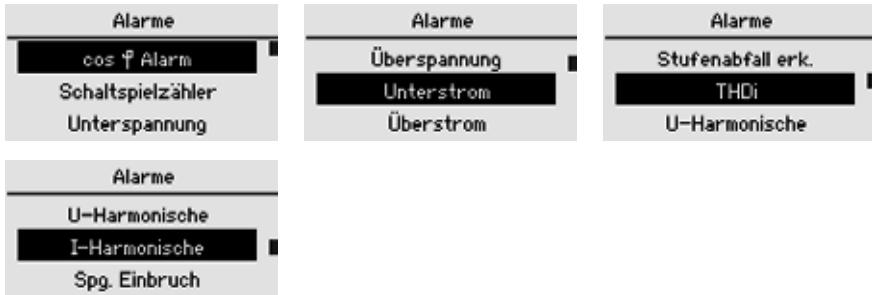 Alarme
cos φ Alarm
Schaltspielzähler
Unterspannung
Alarme
Überspannung
Unterstrom
Überstrom
Alarme
Stufenabfall erk.
THDi
U-Harmonische
Alarme
U-Harmonische
I-Harmonische
Spg. Einbruch